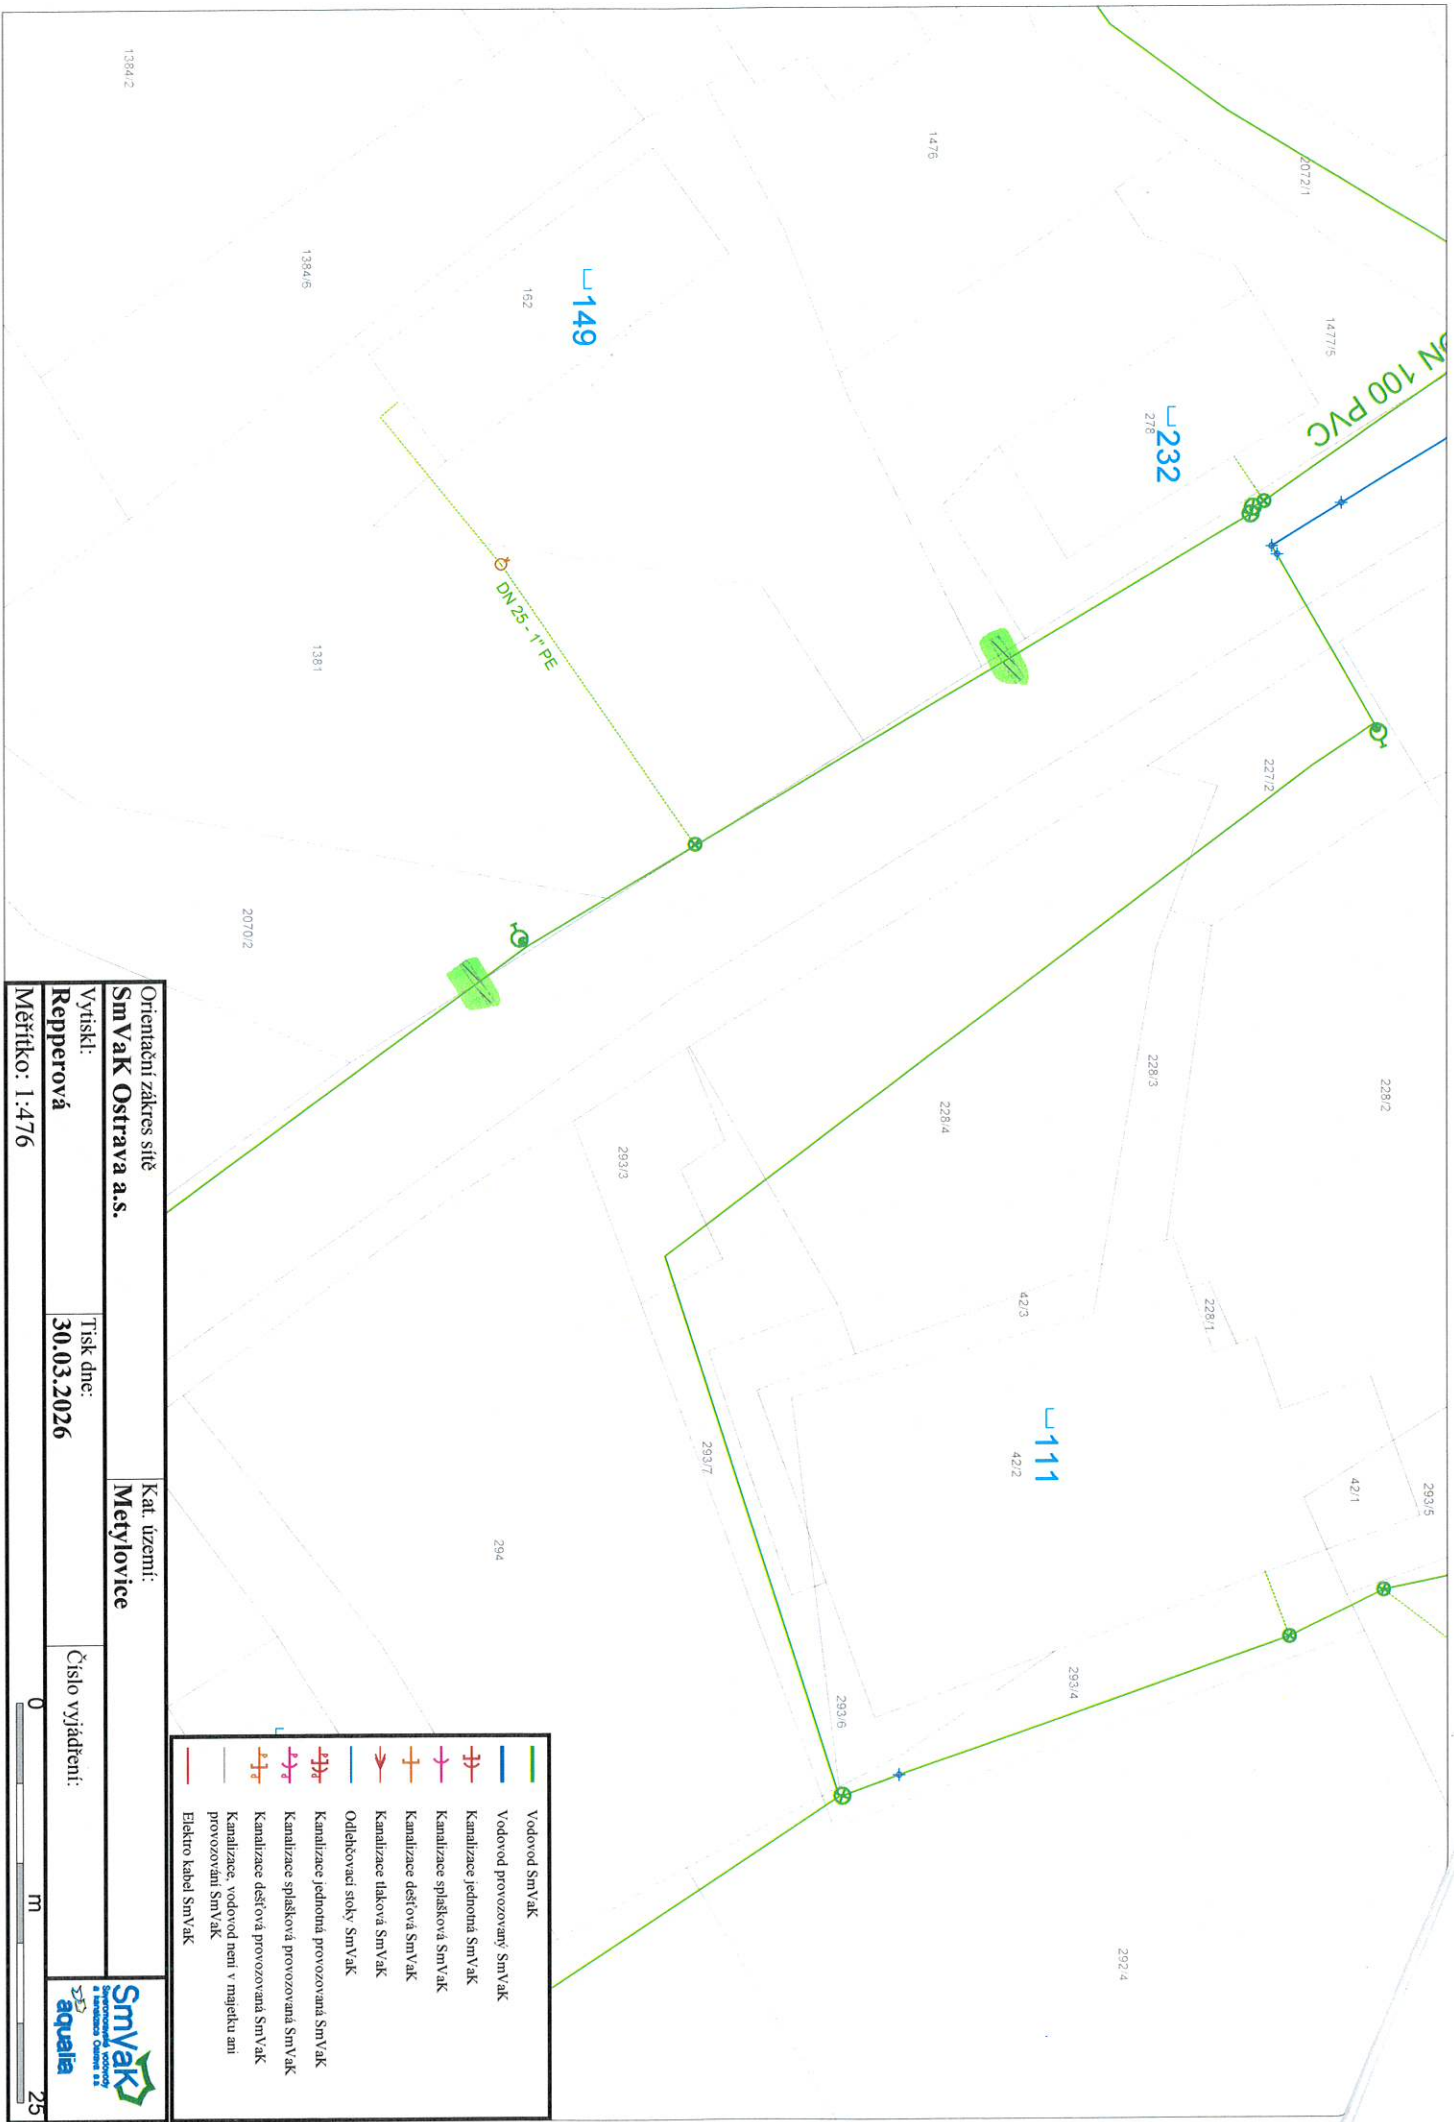 1384/2
1476
2072/1
1384/6
162
149
1477/5
DN 100 PVC
232
278
DN 25 - 1" PE
1381
227/2
2070/2
228/2
228/3
228/4
293/3
42/3
228/1
111
42/2
293/7
42/1
293/5
294
293/4
293/6
292/4
Vodovod SmVaK
Vodovod provozovaný SmVaK
Kanalizace jednotná SmVaK
Kanalizace splašková SmVaK
Kanalizace dešťová SmVaK
Kanalizace tlaková SmVaK
Odlehčovací stoky SmVaK
Kanalizace jednotná provozovaná SmVaK
Kanalizace splašková provozovaná SmVaK
Kanalizace dešťová provozovaná SmVaK
Kanalizace, vodovod není v majetku ani
provozování SmVaK
Elektro kabel SmVaK
Orientační zákres sítě
SmVaK Ostrava a.s.
Kat. území:
Metylovice
Vytiskl:
Repperová
Tisk dne:
30.03.2026
Číslo vyjádření:
Měřítko: 1:476
0 m 25
SmVaK
Severomoravské vodovody
a kanalizace Ostrava a.s.
aqualia